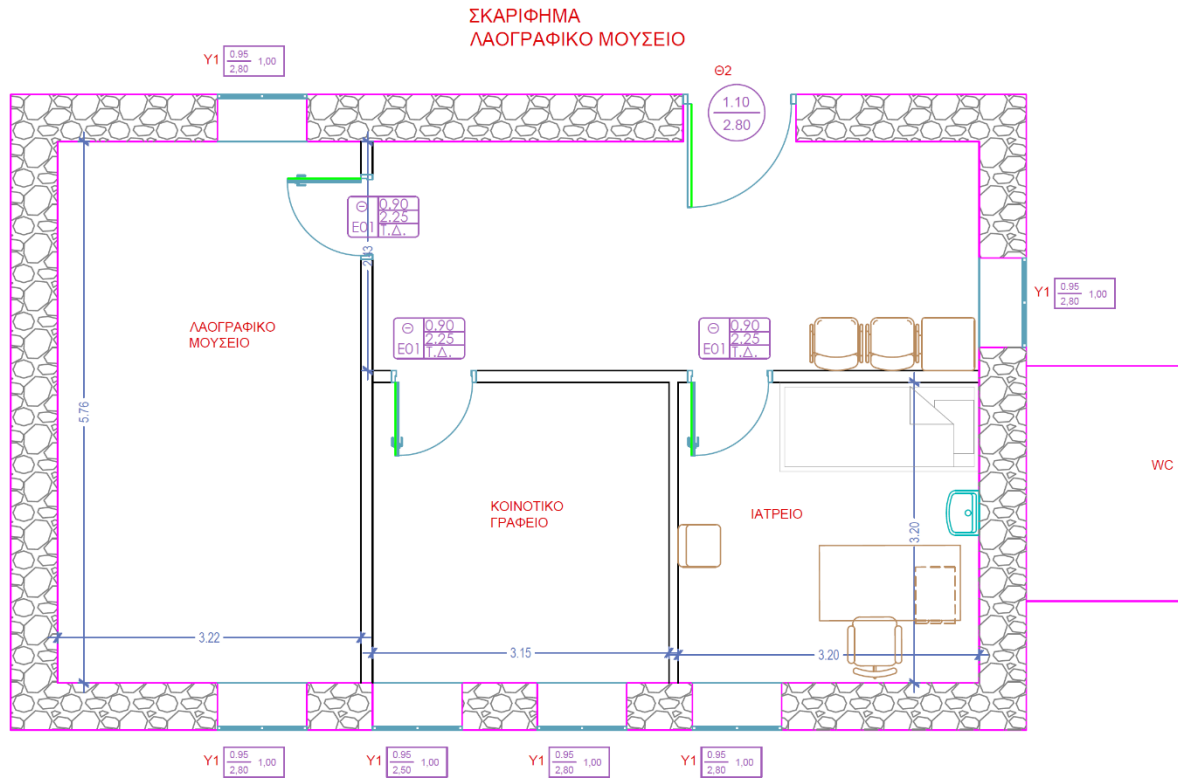 ΣΚΑΡΙΦΗΜΑ
ΛΑΟΓΡΑΦΙΚΟ ΜΟΥΣΕΙΟ
Υ1 0.95 1,00
2,80
Θ2
1.10
2.80
Θ 0.90
2.25
Ε01 Τ.Δ.
2.43
Υ1 0.95 1,00
2,80
ΛΑΟΓΡΑΦΙΚΟ
ΜΟΥΣΕΙΟ
Θ 0.90
2.25
Ε01 Τ.Δ.
Θ 0.90
2.25
Ε01 Τ.Δ.
5.76
WC
ΚΟΙΝΟΤΙΚΟ
ΓΡΑΦΕΙΟ
ΙΑΤΡΕΙΟ
3.20
3.22
3.15
3.20
Υ1 0.95 1,00
2,80
Υ1 0.95 1,00
2,50
Υ1 0.95 1,00
2,80
Υ1 0.95 1,00
2,80